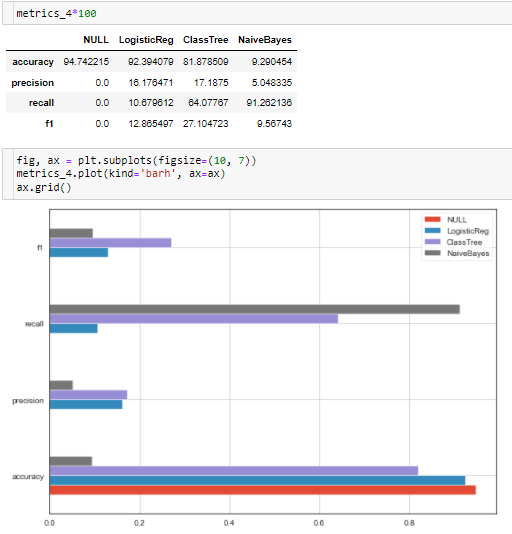 metrics_4*100
NULL LogisticReg ClassTree NaiveBayes
accuracy 94.742215 92.394079 81.878509 9.290454
precision 0.0 16.176471 17.1875 5.048335
recall 0.0 10.679612 64.07767 91.262136
f1 0.0 12.865497 27.104723 9.56743
fig, ax = plt.subplots(figsize=(10, 7))
metrics_4.plot(kind='barh', ax=ax)
ax.grid()
NULL
LogisticReg
ClassTree
NaiveBayes
f1
recall
precision
accuracy
0.0 0.2 0.4 0.6 0.8